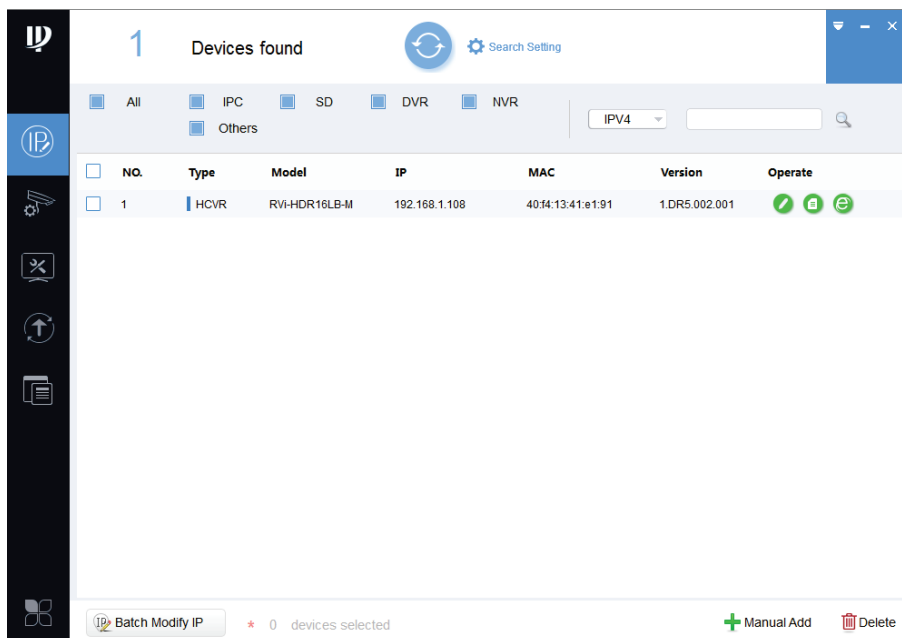 1 Devices found Search Setting
All IPC SD DVR NVR
Others
IPV4
NO. Type Model IP MAC Version Operate
1 HCVR RVi-HDR16LB-M 192.168.1.108 40:f4:13:41:e1:91 1.DR5.002.001
IP Batch Modify IP * 0 devices selected Manual Add Delete